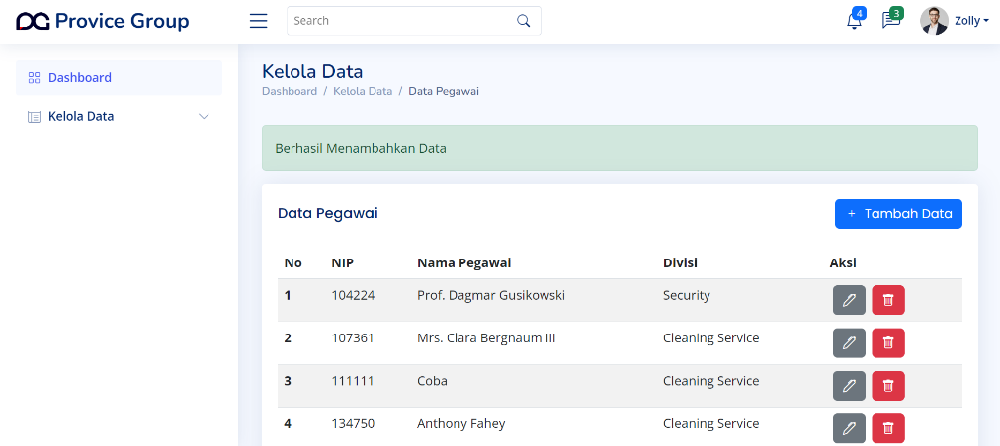 Provice Group
Search
4
3
Zolly
Dashboard
Kelola Data
Kelola Data
Dashboard / Kelola Data / Data Pegawai
Berhasil Menambahkan Data
Data Pegawai
+ Tambah Data
No NIP Nama Pegawai Divisi Aksi
1 104224 Prof. Dagmar Gusikowski Security
2 107361 Mrs. Clara Bergnaum III Cleaning Service
3 111111 Coba Cleaning Service
4 134750 Anthony Fahey Cleaning Service